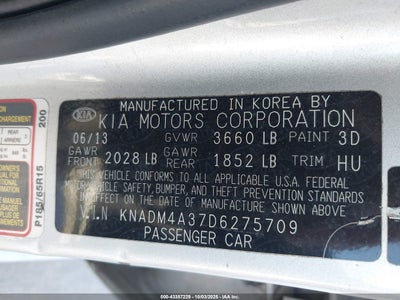 MANUFACTURED IN KOREA BY
KIA KIA MOTORS CORPORATION
06/13 GVWR 3660 LB PAINT 3D
GAWR FRONT 2028 LB GAWR REAR 1852 LB TRIM HU
THIS VEHICLE CONFORMS TO ALL APPLICABLE U.S.A. FEDERAL
MOTOR VEHICLE SAFETY, BUMPER, AND THEFT PREVENTION STANDARDS
IN EFFECT ON THE DATE OF MANUFACTURE SHOWN ABOVE.
V.I.N KNADM4A37D6275709
PASSENGER CAR
P185/65R15
200
000-43357229 - 10/03/2025 - IAAI